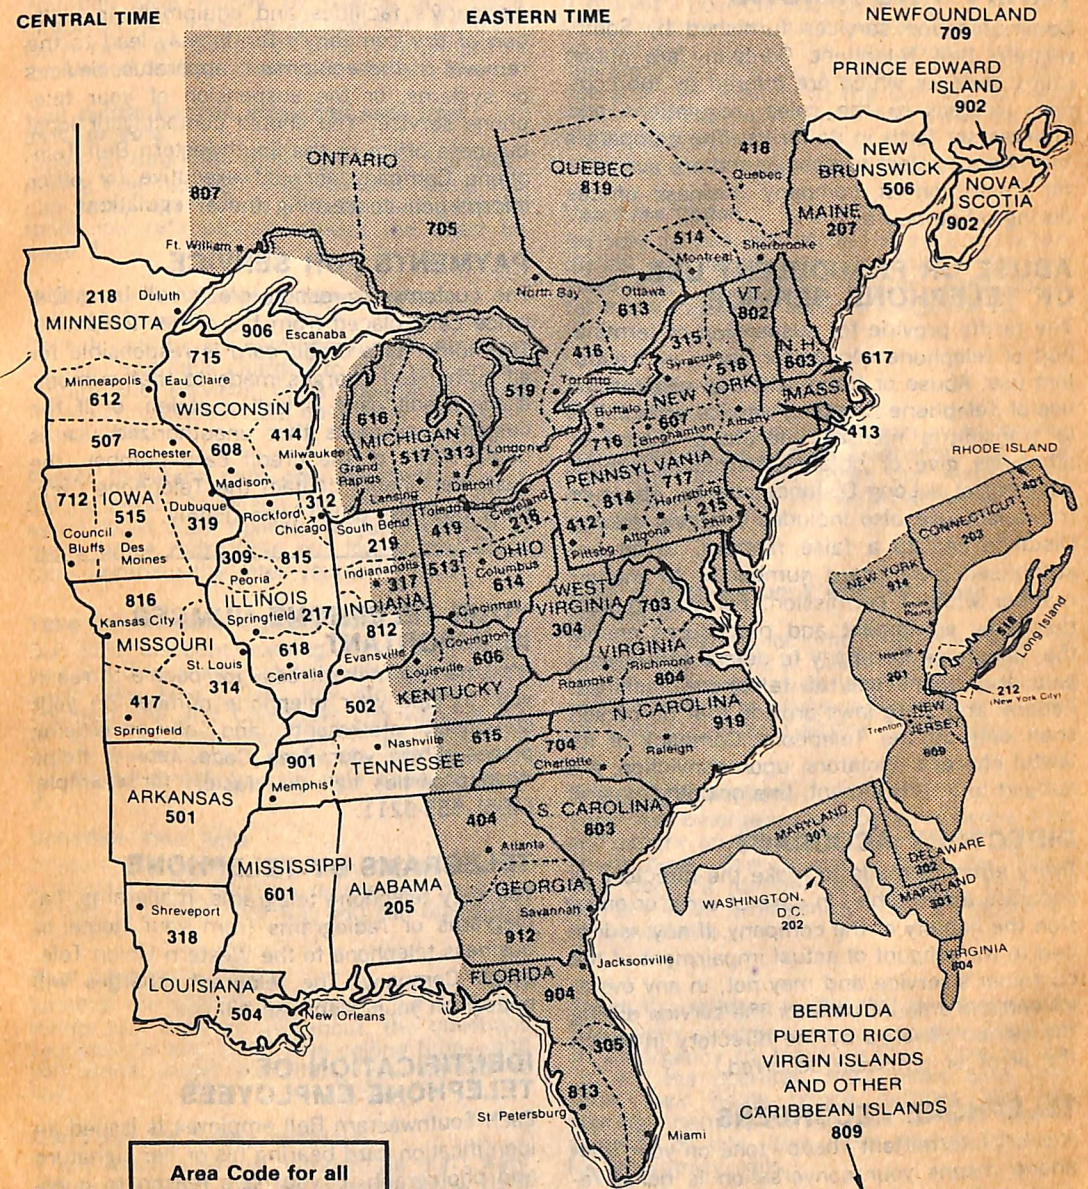 CENTRAL TIME
EASTERN TIME
NEWFOUNDLAND
709
PRINCE EDWARD
ISLAND
902
ONTARIO
807
705
QUEBEC
819
418
Quebec
NEW
BRUNSWICK
506
NOVA
SCOTIA
902
MAINE
207
Ft. William
514
Montreal
Sherbrooke
North Bay
Ottawa
613
VT.
802
218
Duluth
MINNESOTA
906
Escanaba
715
416
Toronto
519
315
Syracuse
518
N.H.
603
617
Minneapolis
612
Eau Claire
WISCONSIN
414
616
MICHIGAN
517
313
London
Buffalo
NEW YORK
607
716
Binghamton
Albany
MASS.
413
507
Rochester
608
Milwaukee
Madison
Grand
Rapids
Lansing
Detroit
PENNSYLVANIA
717
814
Harrisburg
215
Phila.
412
Altoona
Pittsbg
RHODE ISLAND
401
CONNECTICUT
203
NEW YORK
914
White
Plains
516
Long Island
Newark
201
212
(New York City)
NEW
JERSEY
Trenton
609
712
IOWA
515
Dubuque
319
Council
Bluffs
Des
Moines
Rockford
312
Chicago
South Bend
219
Toledo
419
Cleveland
216
OHIO
309
815
Peoria
Indianapolis
317
513
Columbus
614
ILLINOIS
Springfield
217
INDIANA
812
Cincinnati
WEST
VIRGINIA
304
703
816
Kansas City
MISSOURI
St. Louis
314
618
Centralia
Evansville
Covington
Louisville
606
VIRGINIA
Richmond
Roanoke
804
417
Springfield
502
KENTUCKY
N. CAROLINA
919
704
Raleigh
Charlotte
615
Nashville
901
TENNESSEE
Memphis
ARKANSAS
501
404
Atlanta
S. CAROLINA
803
MARYLAND
301
DELAWARE
302
MARYLAND
301
WASHINGTON,
D.C.
202
VIRGINIA
804
MISSISSIPPI
601
ALABAMA
205
GEORGIA
Savannah
912
Shreveport
318
LOUISIANA
504
New Orleans
FLORIDA
904
Jacksonville
305
813
St. Petersburg
Miami
BERMUDA
PUERTO RICO
VIRGIN ISLANDS
AND OTHER
CARIBBEAN ISLANDS
809
Area Code for all